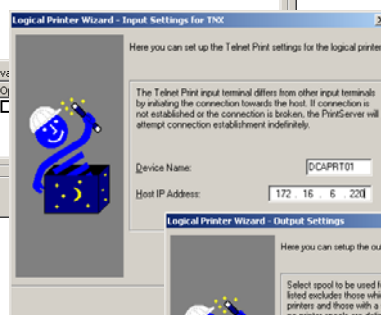 Logical Printer Wizard - Input Settings for TNX
Here you can set up the Telnet Print settings for the logical printer
The Telnet Print input terminal differs from other input terminals
by initiating the connection towards the host. If connection is
not established or the connection is broken, the PrintServer will
attempt connection establishment indefinitely.
Device Name: DCAPRT01
Host IP Address: 172 . 16 . 6 . 220
Logical Printer Wizard - Output Settings
Here you can setup the ou
Select spool to be used f
listed excludes those whi
printers and those with a